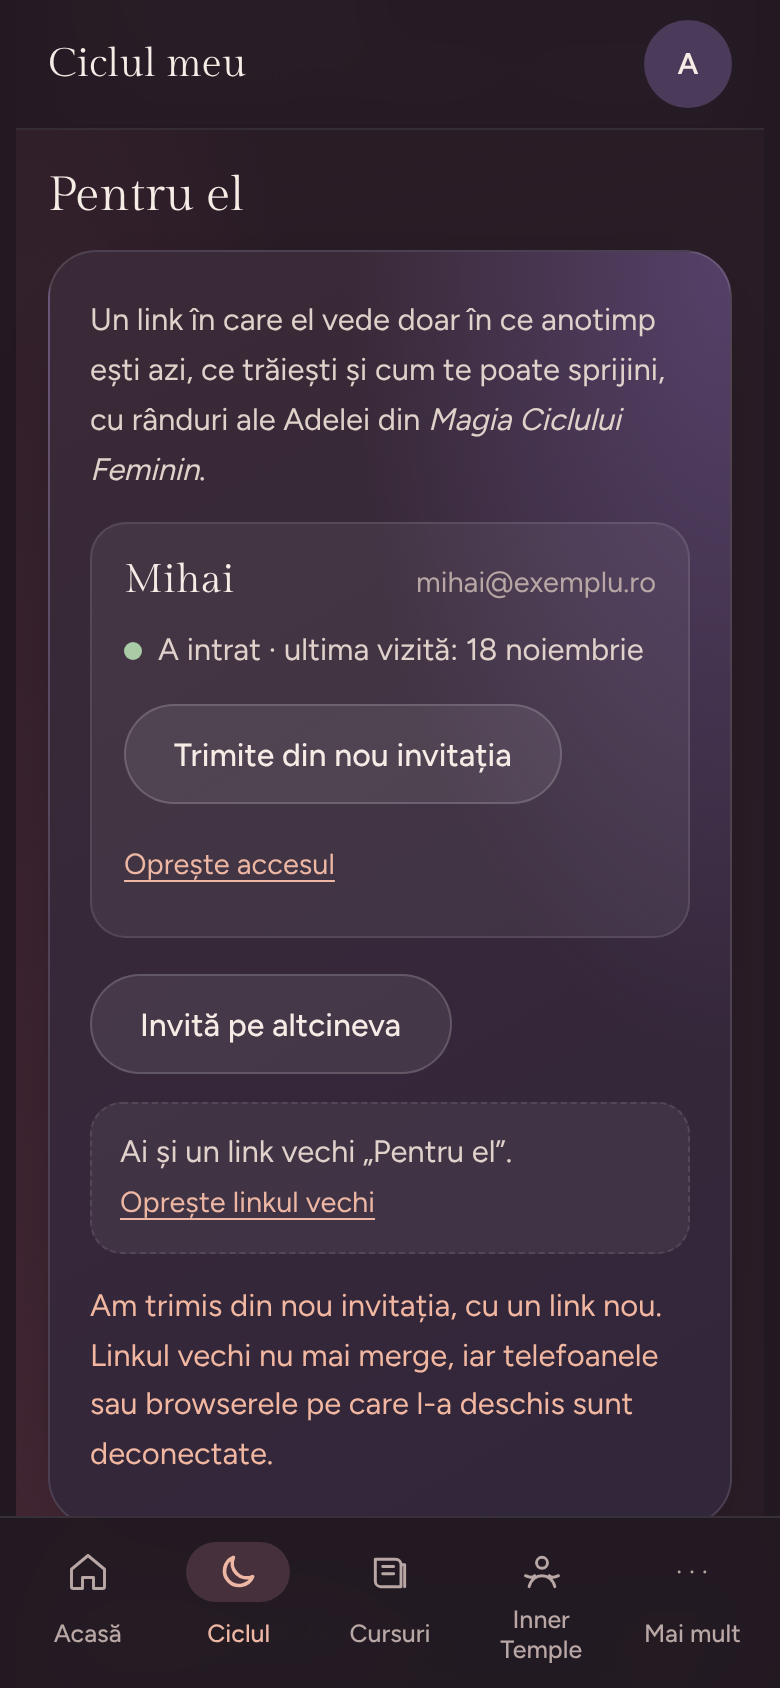 Ciclul meu
A
Pentru el
Un link în care el vede doar în ce anotimp
ești azi, ce trăiești și cum te poate sprijini,
cu rânduri ale Adelei din Magia Ciclului
Feminin.
Mihai
mihai@exemplu.ro
A intrat · ultima vizită: 18 noiembrie
Trimite din nou invitația
Oprește accesul
Invită pe altcineva
Ai și un link vechi „Pentru el”.
Oprește linkul vechi
Am trimis din nou invitația, cu un link nou.
Linkul vechi nu mai merge, iar telefoanele
sau browserele pe care l-a deschis sunt
deconectate.
Acasă
Ciclul
Cursuri
Inner
Temple
Mai mult